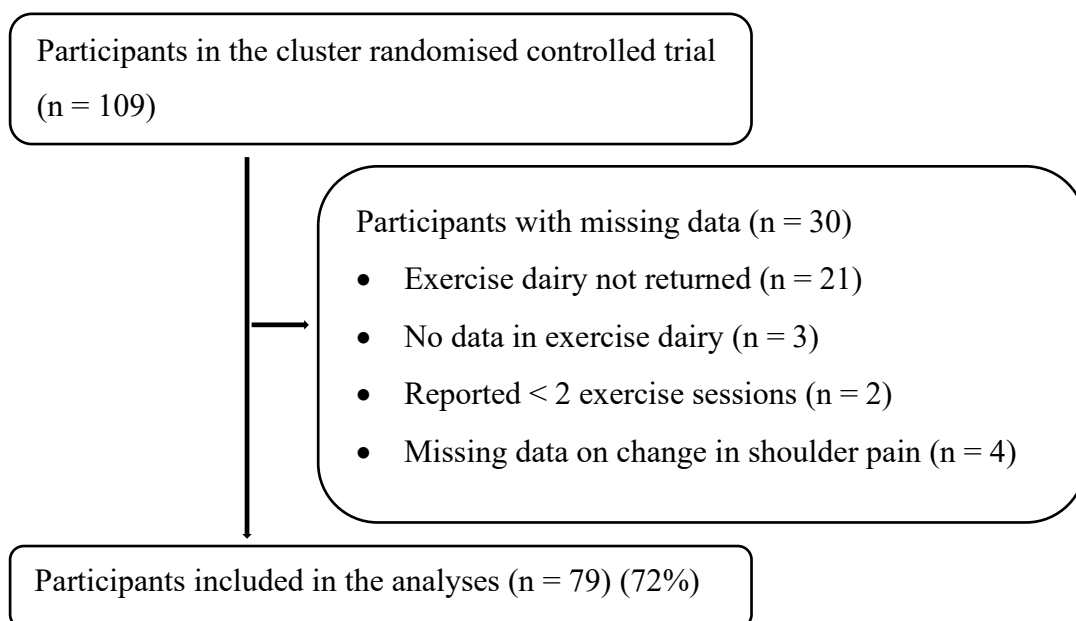 Participants in the cluster randomised controlled trial
(n = 109)
Participants with missing data (n = 30)
• Exercise dairy not returned (n = 21)
• No data in exercise dairy (n = 3)
• Reported < 2 exercise sessions (n = 2)
• Missing data on change in shoulder pain (n = 4)
Participants included in the analyses (n = 79) (72%)